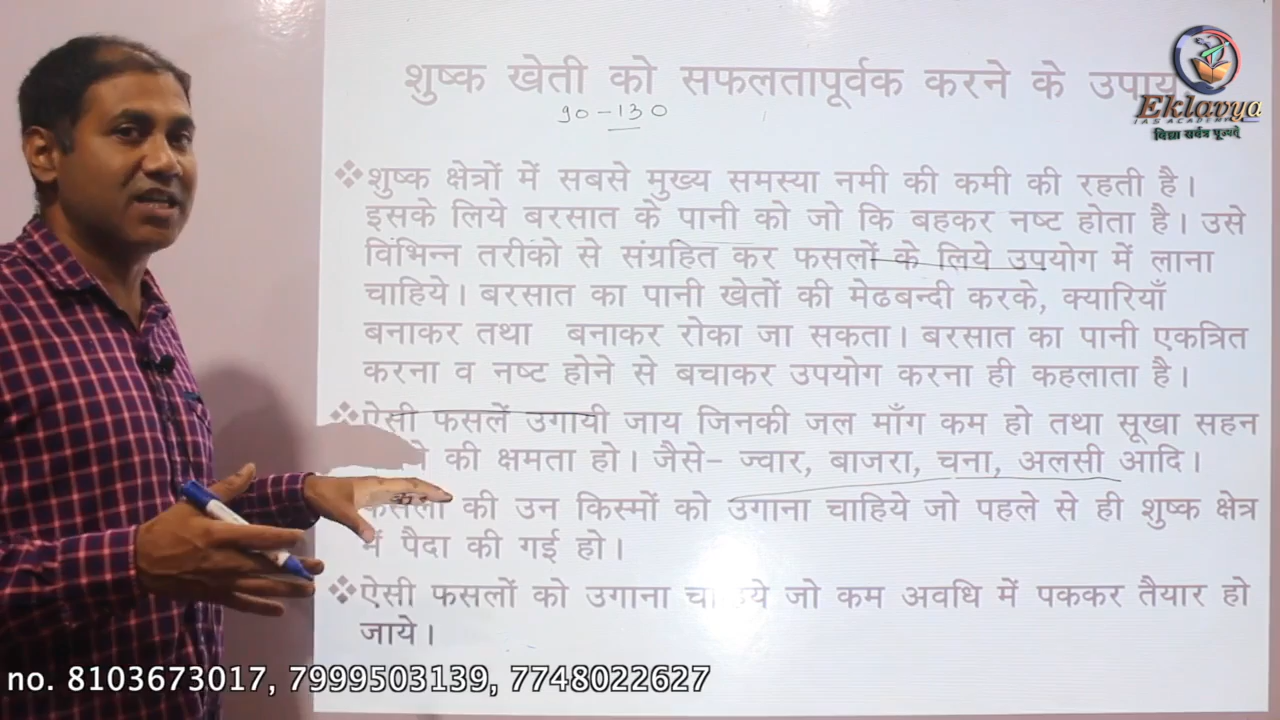 शुष्क खेती को सफलतापूर्वक करने के उपाय
90-130
Eklavya
IAS ACADEMY
विद्या सर्वत्र पूज्यते
❖ शुष्क क्षेत्रों में सबसे मुख्य समस्या नमी की कमी की रहती है।
इसके लिये बरसात के पानी को जो कि बहकर नष्ट होता है। उसे
विभिन्न तरीको से संग्रहित कर फसलों के लिये उपयोग में लाना
चाहिये। बरसात का पानी खेतों की मेढबन्दी करके, क्यारियाँ
बनाकर तथा बनाकर रोका जा सकता। बरसात का पानी एकत्रित
करना व नष्ट होने से बचाकर उपयोग करना ही कहलाता है।
❖ ऐसी फसलें उगायी जाय जिनकी जल माँग कम हो तथा सूखा सहन
की क्षमता हो। जैसे- ज्वार, बाजरा, चना, अलसी आदि।
की उन किस्मों को उगाना चाहिये जो पहले से ही शुष्क क्षेत्र
में पैदा की गई हो।
❖ ऐसी फसलों को उगाना चाहिये जो कम अवधि में पककर तैयार हो
जाये।
no. 8103673017, 7999503139, 7748022627